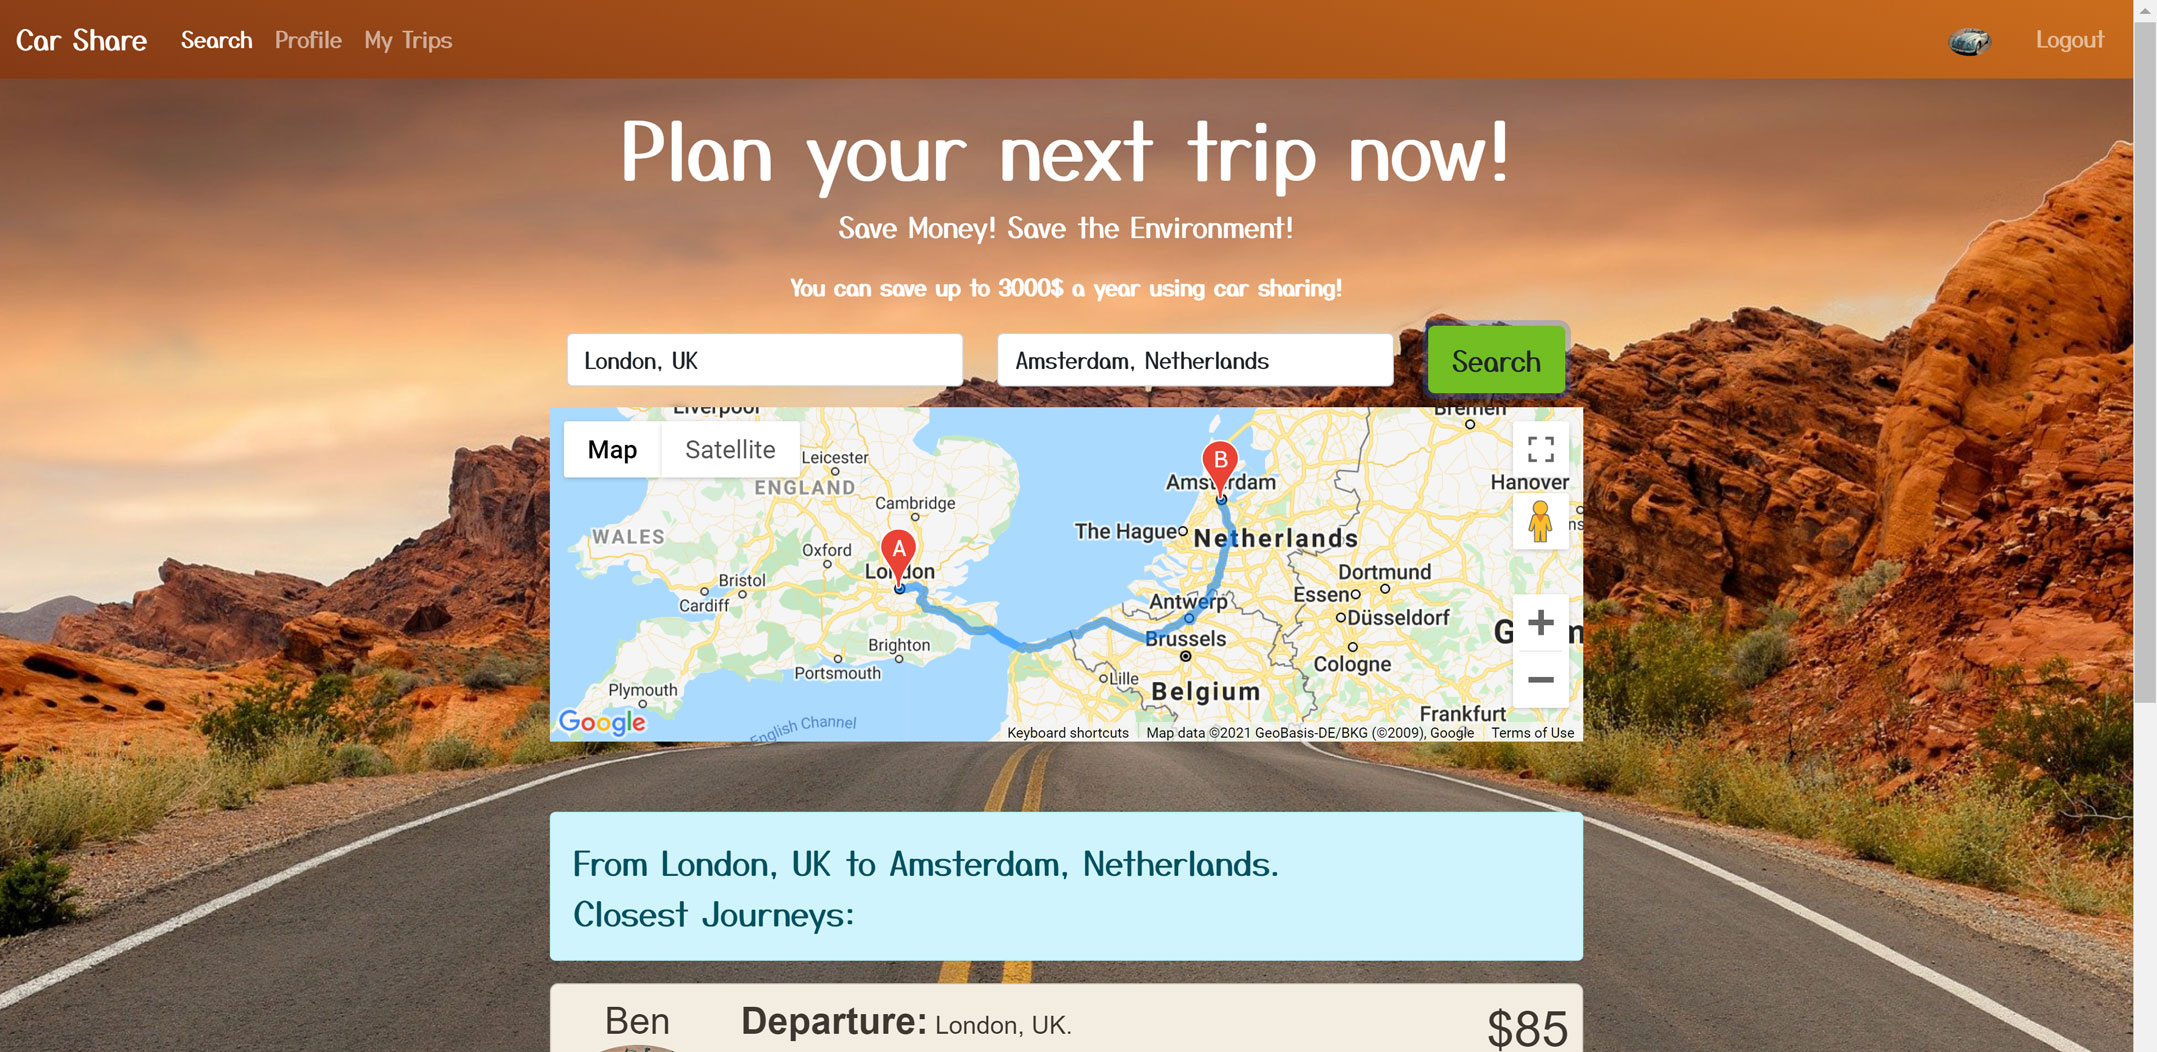 Car Share Search Profile My Trips Logout
Plan your next trip now!
Save Money! Save the Environment!
You can save up to 3000$ a year using car sharing!
London, UK
Amsterdam, Netherlands
Search
Map
Satellite
Liverpool
Bremen
Leicester
ENGLAND
Cambridge
WALES
Oxford
A
London
Bristol
Cardiff
Brighton
Portsmouth
Plymouth
English Channel
B
Amsterdam
Hanover
The Hague
Netherlands
Dortmund
Essen
Antwerp
Düsseldorf
Brussels
Cologne
Lille
Belgium
Frankfurt
Google
Keyboard shortcuts
Map data ©2021 GeoBasis-DE/BKG (©2009), Google
Terms of Use
From London, UK to Amsterdam, Netherlands.
Closest Journeys:
Ben
Departure: London, UK.
$85